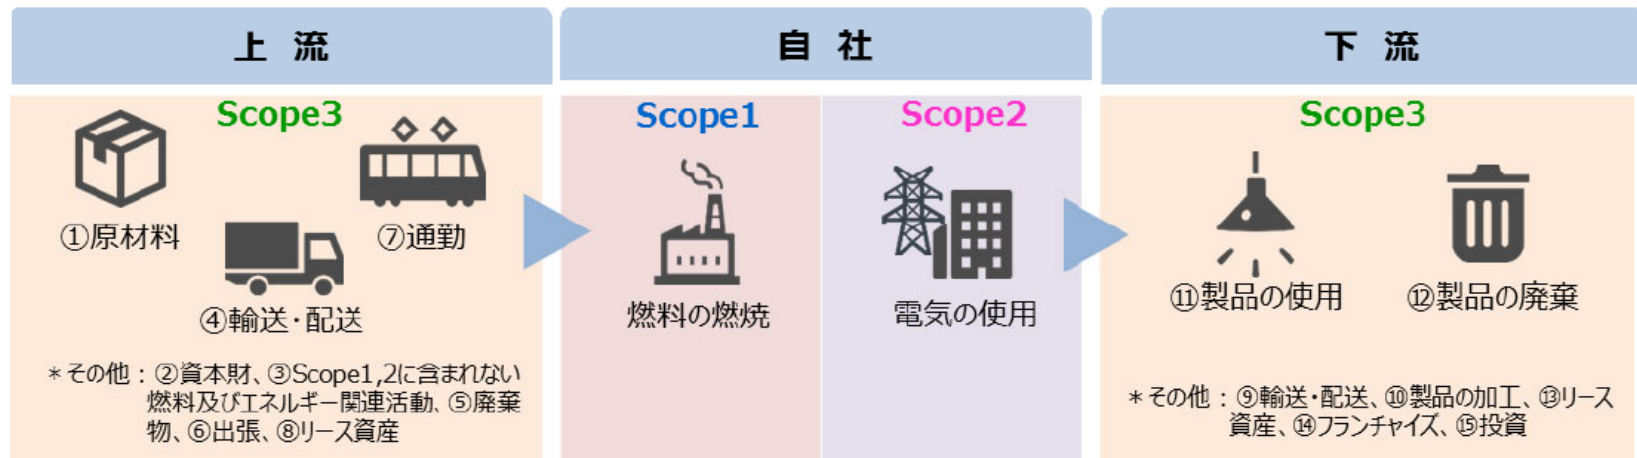 上 流
自 社
下 流
Scope3
①原材料
④輸送・配送
⑦通勤
*その他：②資本財、③Scope1,2に含まれない
燃料及びエネルギー関連活動、⑤廃棄
物、⑥出張、⑧リース資産
Scope1
燃料の燃焼
Scope2
電気の使用
Scope3
⑪製品の使用
⑫製品の廃棄
*その他：⑨輸送・配送、⑩製品の加工、⑬リース
資産、⑭フランチャイズ、⑮投資